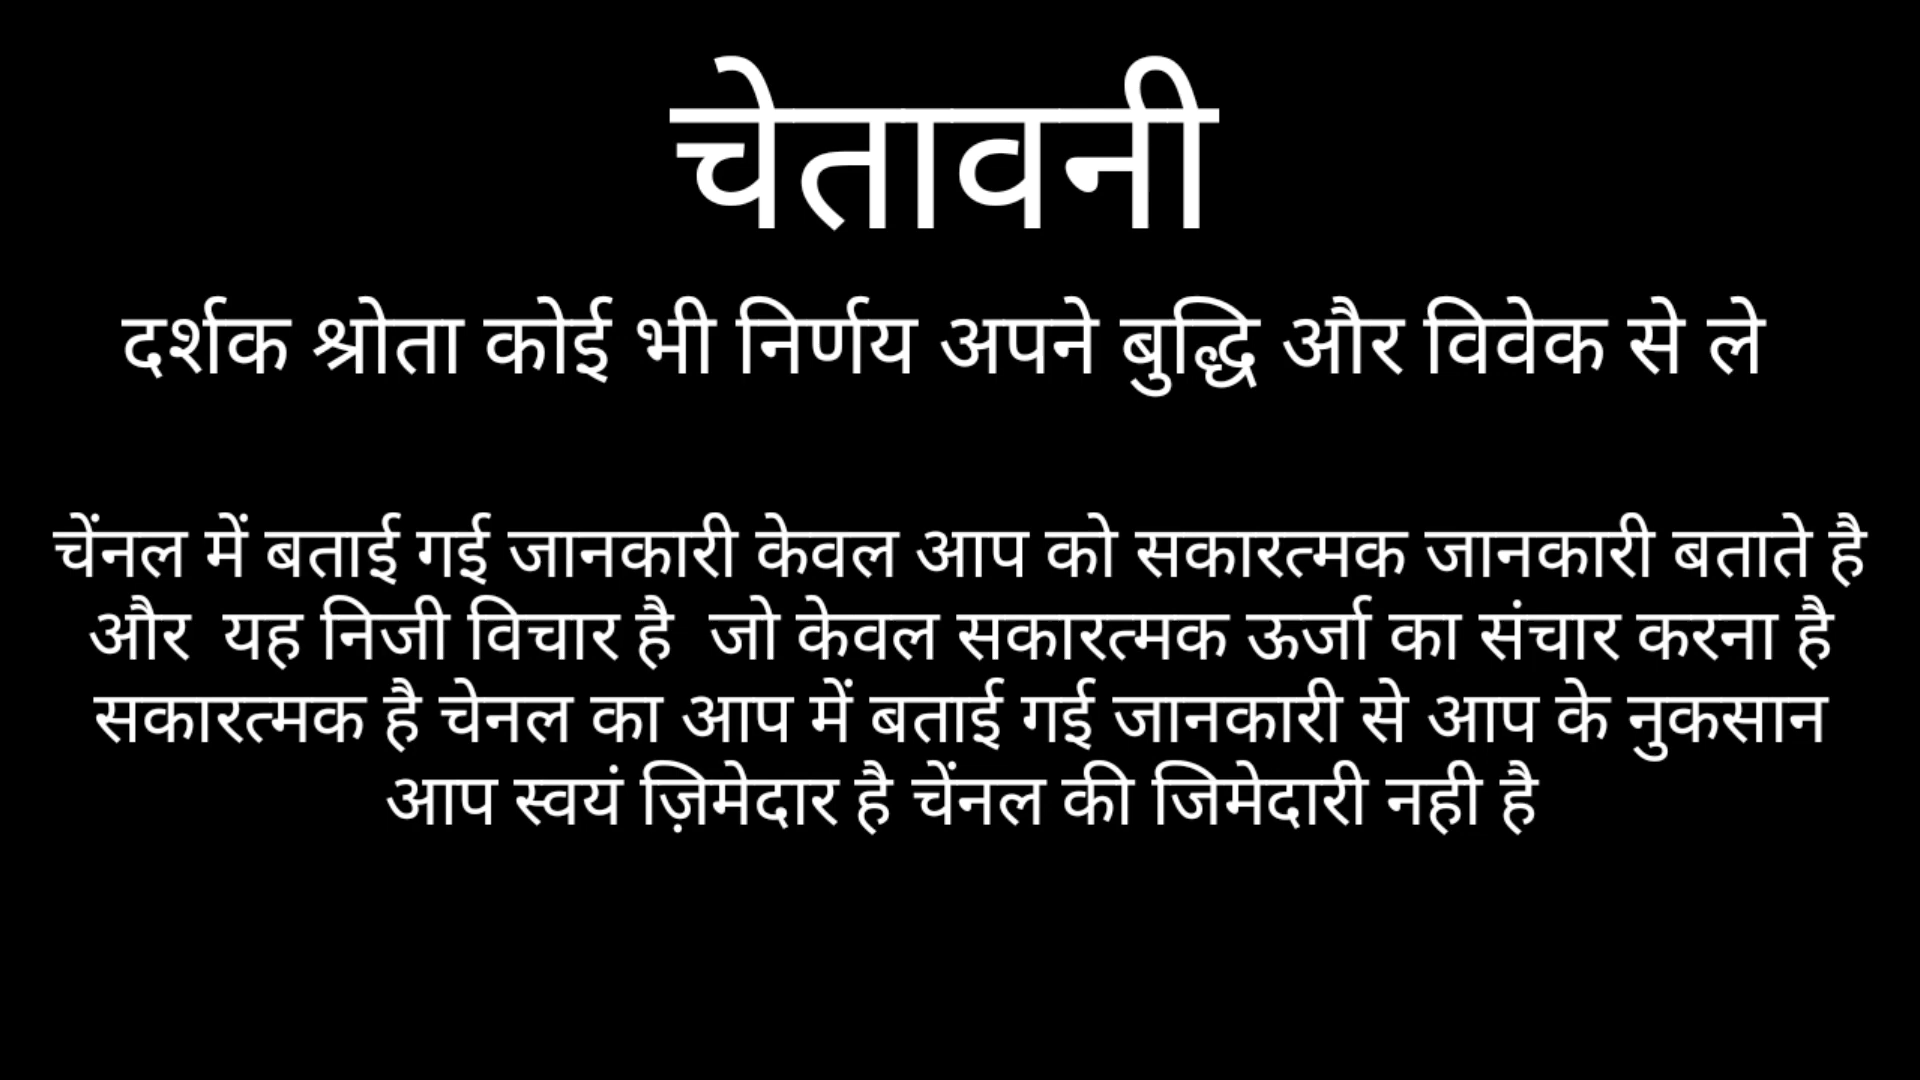 चेतावनी
दर्शक श्रोता कोई भी निर्णय अपने बुद्धि और विवेक से ले
चेंनल में बताई गई जानकारी केवल आप को सकारत्मक जानकारी बताते है
और यह निजी विचार है जो केवल सकारत्मक ऊर्जा का संचार करना है
सकारत्मक है चेनल का आप में बताई गई जानकारी से आप के नुकसान
आप स्वयं ज़िमेदार है चेंनल की जिमेदारी नही है